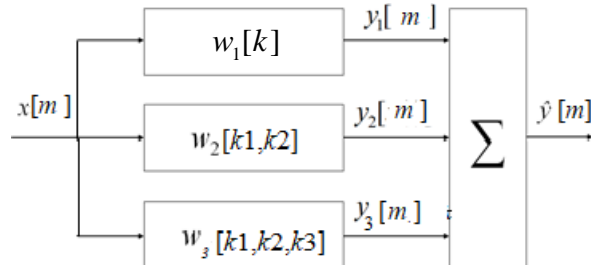 w₁[k]
y₁[ m ]
x[m]
w₂[k1,k2]
y₂[ m ]
Σ
ŷ [m]
w₃ [k1,k2,k3]
y₃ [m.]